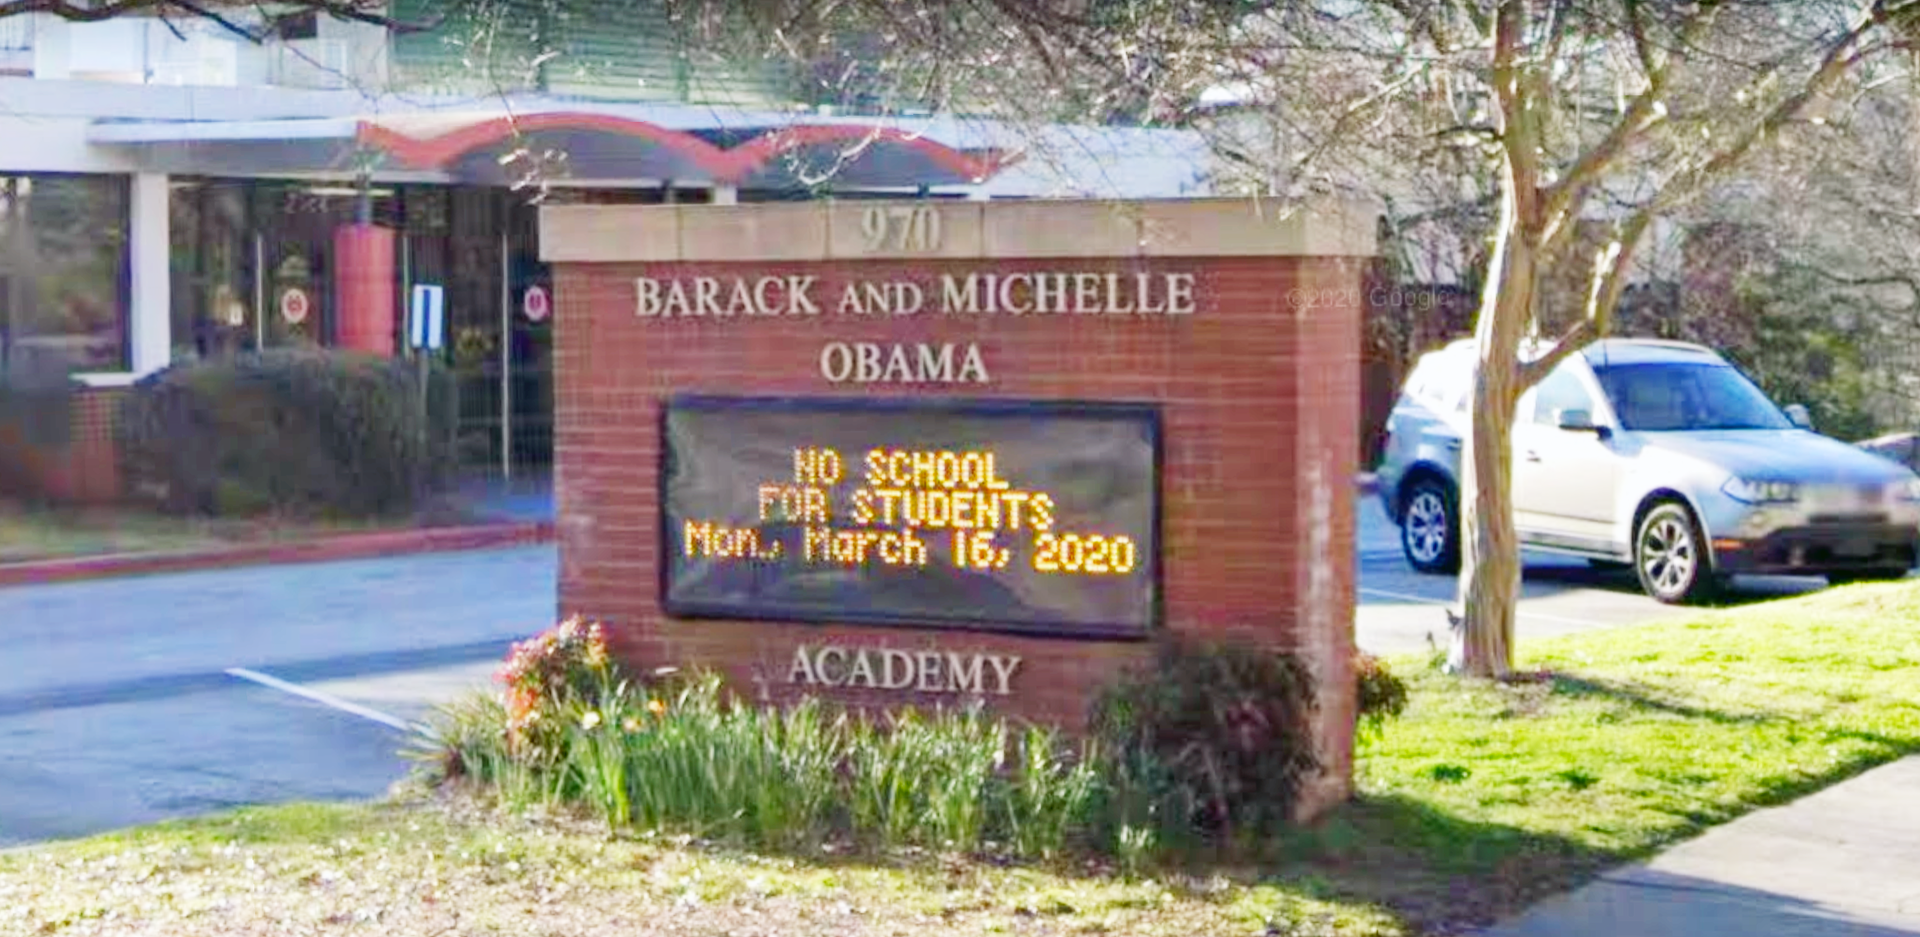 970
BARACK AND MICHELLE
OBAMA
NO SCHOOL
FOR STUDENTS
Mon., March 16, 2020
ACADEMY
©2020 Google